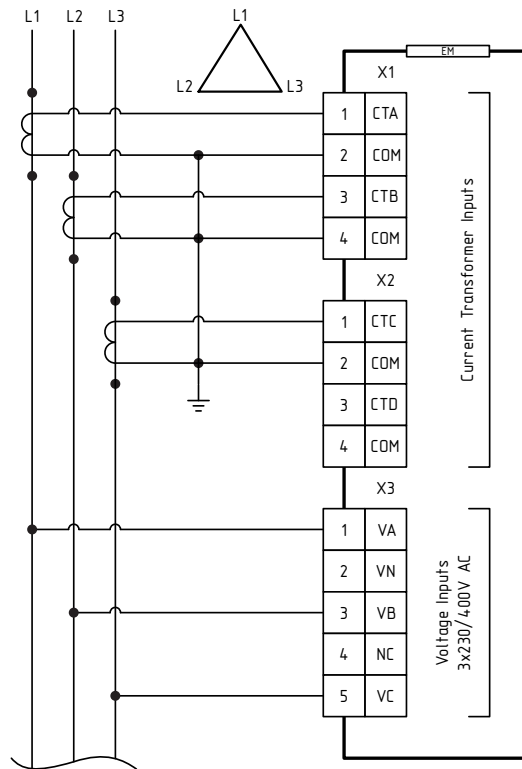 L1 L2 L3
L1
L2 L3
EM
X1
1 CTA
2 COM
3 CTB
4 COM
X2
1 CTC
2 COM
3 CTD
4 COM
Current Transformer Inputs
X3
1 VA
2 VN
3 VB
4 NC
5 VC
Voltage Inputs
3x230/400V AC